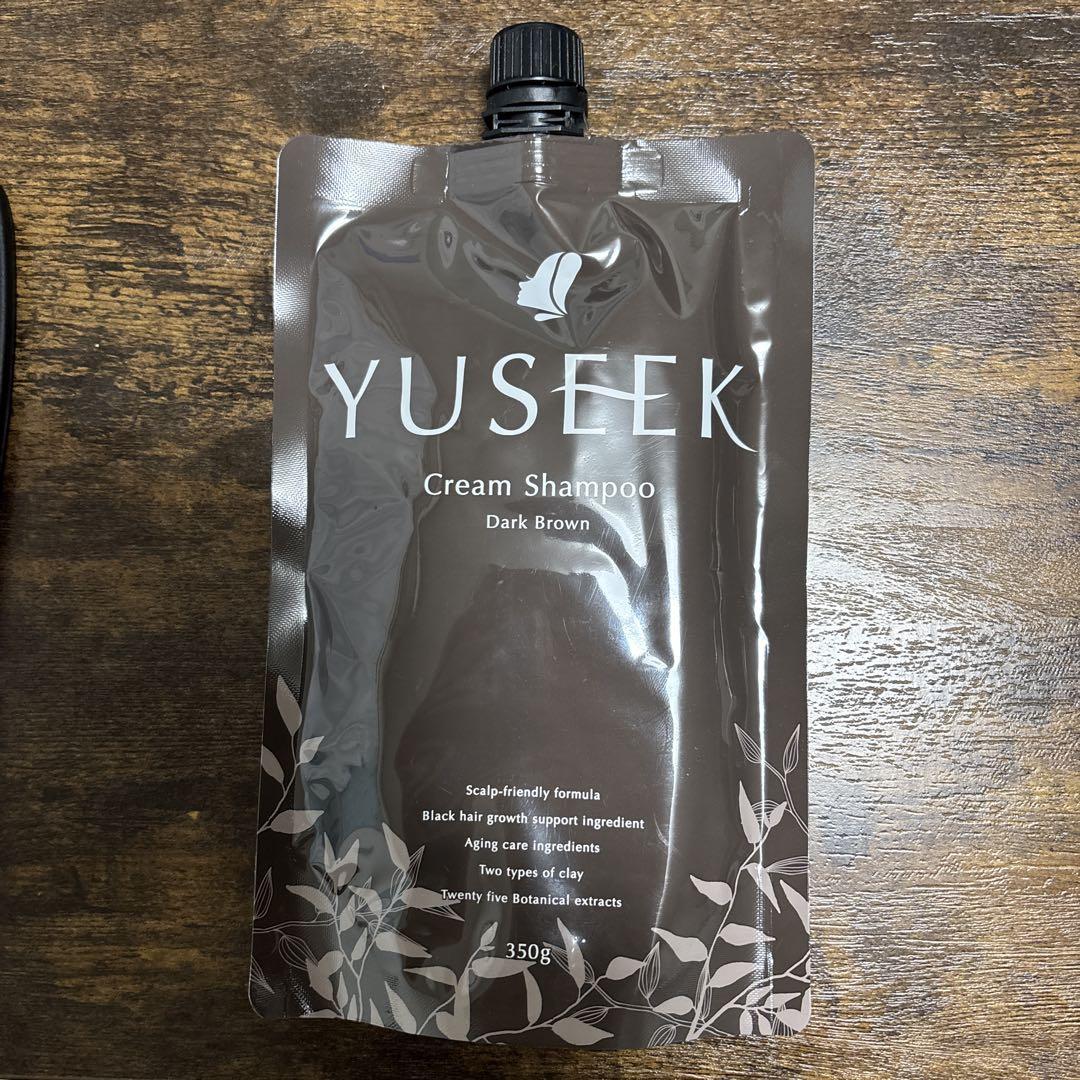 YUSEEK
Cream Shampoo
Dark Brown
Scalp-friendly formula
Black hair growth support ingredient
Aging care ingredients
Two types of clay
Twenty five Botanical extracts
350g